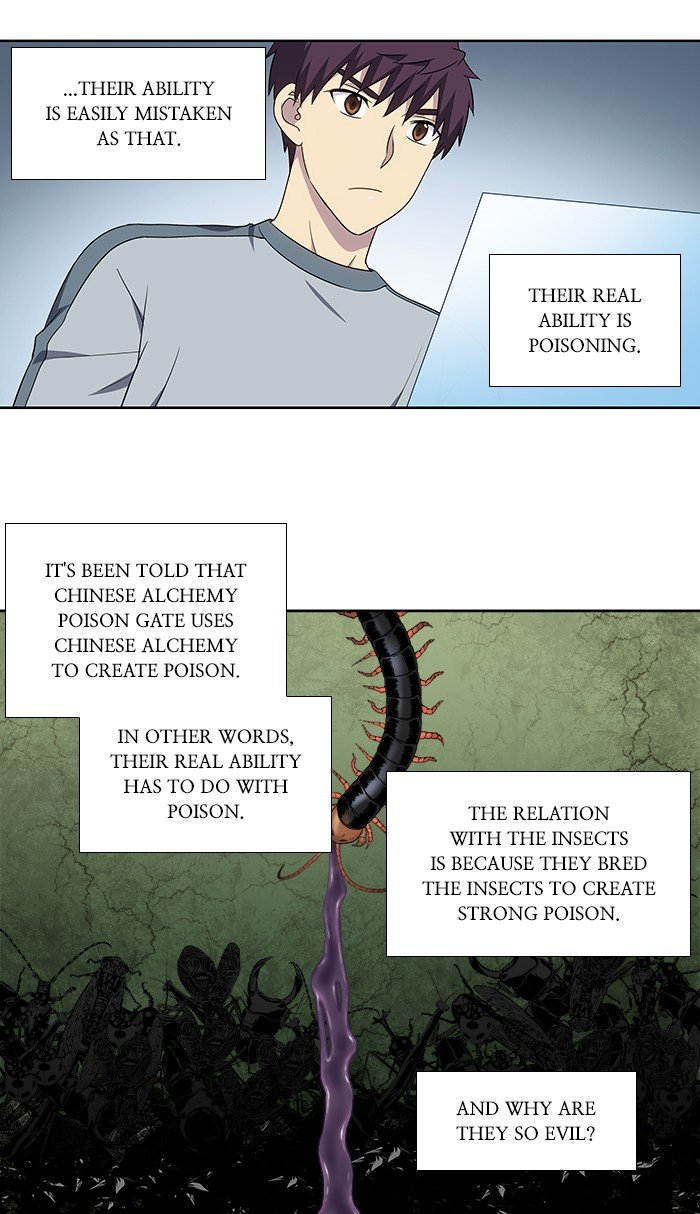 ...THEIR ABILITY
IS EASILY MISTAKEN
AS THAT.
THEIR REAL
ABILITY IS
POISONING.
IT'S BEEN TOLD THAT
CHINESE ALCHEMY
POISON GATE USES
CHINESE ALCHEMY
TO CREATE POISON.
IN OTHER WORDS,
THEIR REAL ABILITY
HAS TO DO WITH
POISON.
THE RELATION
WITH THE INSECTS
IS BECAUSE THEY BRED
THE INSECTS TO CREATE
STRONG POISON.
AND WHY ARE
THEY SO EVIL?